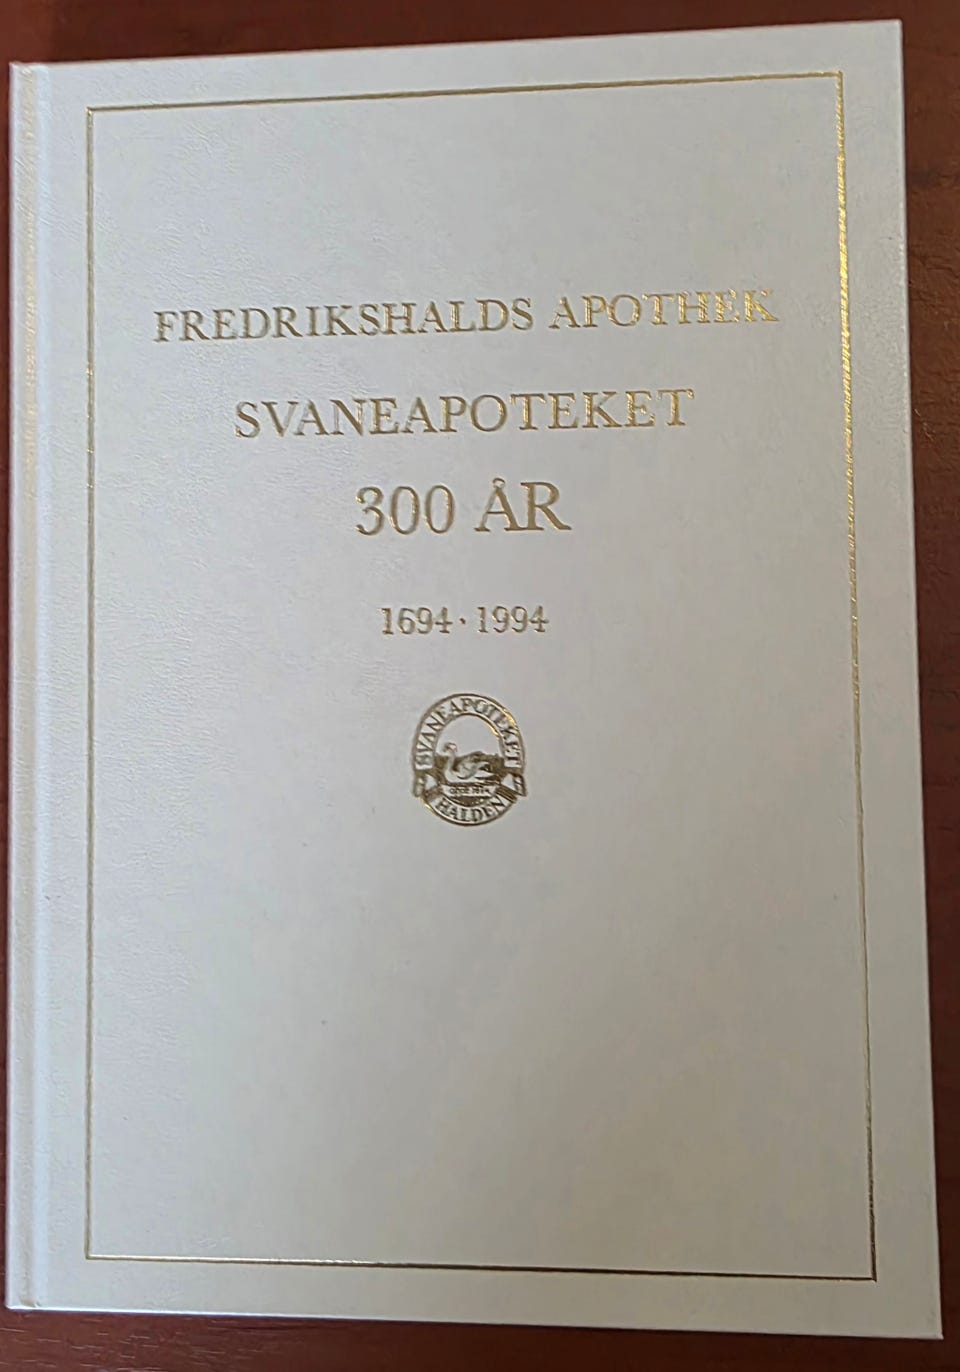 FREDRIKSHALDS APOTHEK
SVANEAPOTEKET
300 ÅR
1694 · 1994
SVANEAPOTEKET
HALDEN